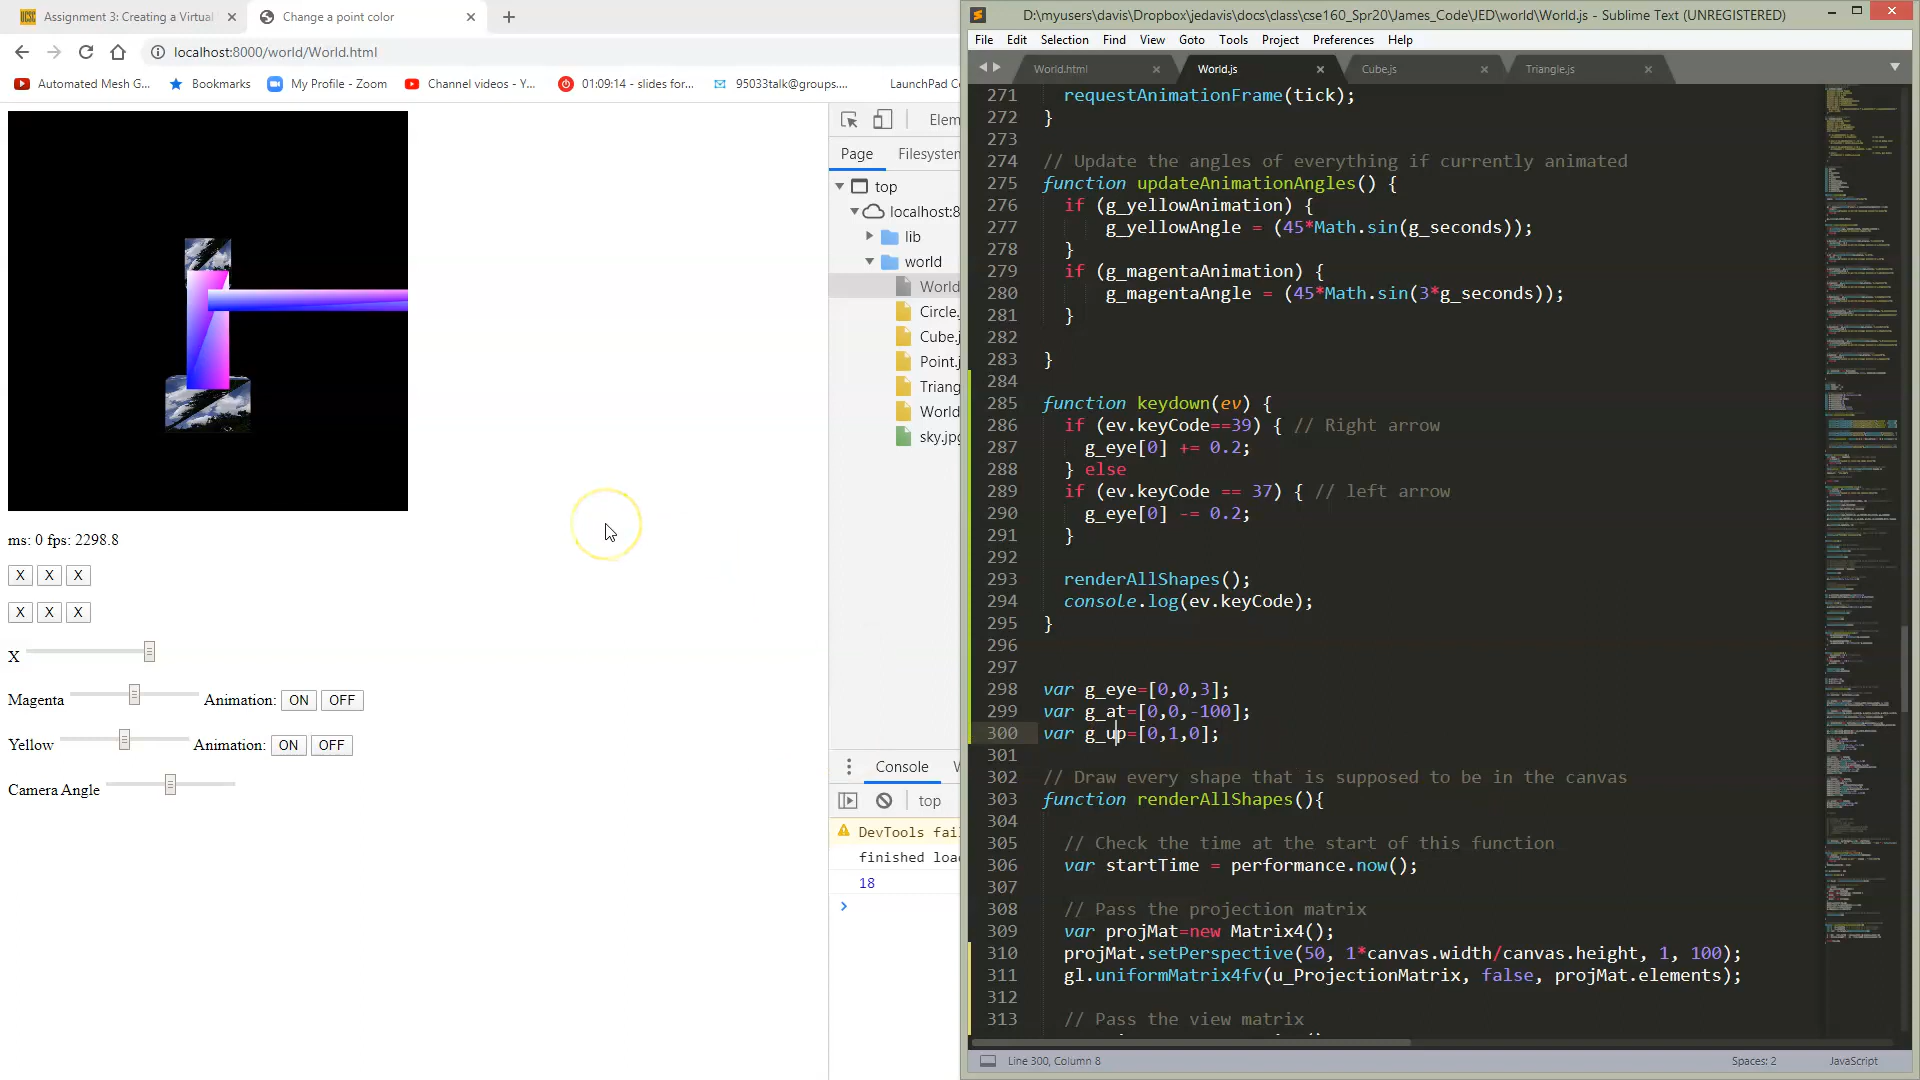 Assignment 3: Creating a Virtual
Change a point color
localhost:8000/world/World.html
Automated Mesh G...
Bookmarks
My Profile - Zoom
Channel videos - Y...
01:09:14 - slides for...
95033talk@groups....
LaunchPad Co
ms: 0 fps: 2298.8
X X X
X X X
X
Magenta
Animation:
ON OFF
Yellow
Animation:
ON OFF
Camera Angle
Elem
Page
Filesystem
top
localhost:8
lib
world
World
Circle.
Cube.j
Point.j
Triang
World
sky.jpg
Console
top
DevTools fai
finished loa
18
D:\myusers\davis\Dropbox\jedavis\docs\class\cse160_Spr20\James_Code\JED\world\World.js - Sublime Text (UNREGISTERED)
File Edit Selection Find View Goto Tools Project Preferences Help
World.html
World.js
Cube.js
Triangle.js
271 requestAnimationFrame(tick);
272 }
273
274 // Update the angles of everything if currently animated
275 function updateAnimationAngles() {
276 if (g_yellowAnimation) {
277 g_yellowAngle = (45*Math.sin(g_seconds));
278 }
279 if (g_magentaAnimation) {
280 g_magentaAngle = (45*Math.sin(3*g_seconds));
281 }
282
283 }
284
285 function keydown(ev) {
286 if (ev.keyCode==39) { // Right arrow
287 g_eye[0] += 0.2;
288 } else
289 if (ev.keyCode == 37) { // left arrow
290 g_eye[0] -= 0.2;
291 }
292
293 renderAllShapes();
294 console.log(ev.keyCode);
295 }
296
297
298 var g_eye=[0,0,3];
299 var g_at=[0,0,-100];
300 var g_up=[0,1,0];
301
302 // Draw every shape that is supposed to be in the canvas
303 function renderAllShapes(){
304
305 // Check the time at the start of this function
306 var startTime = performance.now();
307
308 // Pass the projection matrix
309 var projMat=new Matrix4();
310 projMat.setPerspective(50, 1*canvas.width/canvas.height, 1, 100);
311 gl.uniformMatrix4fv(u_ProjectionMatrix, false, projMat.elements);
312
313 // Pass the view matrix
Line 300, Column 8
Spaces: 2
JavaScript